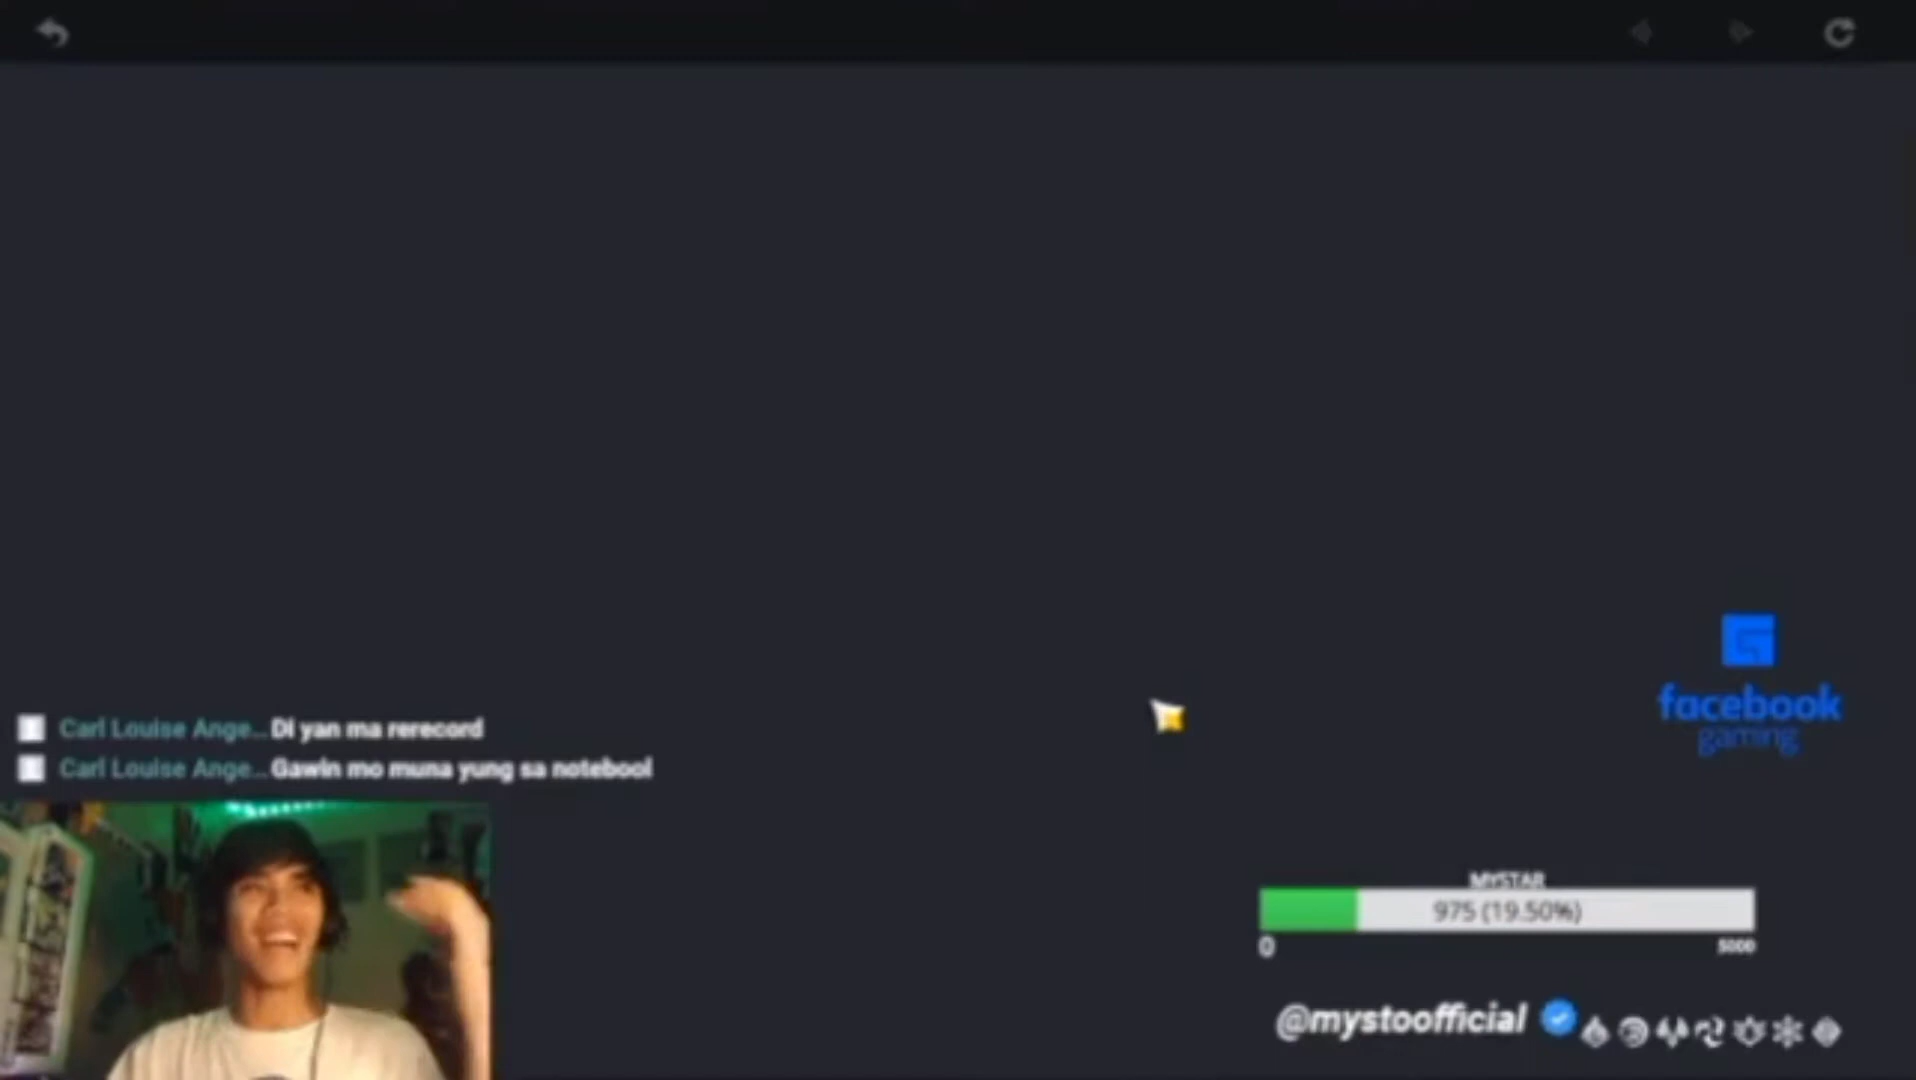 Carl Louise Ange... Di yan ma rerecord
Carl Louise Ange... Gawin mo muna yung sa notebool
facebook
gaming
MYSTAR
975 (19.50%)
0
5000
@mystoofficial